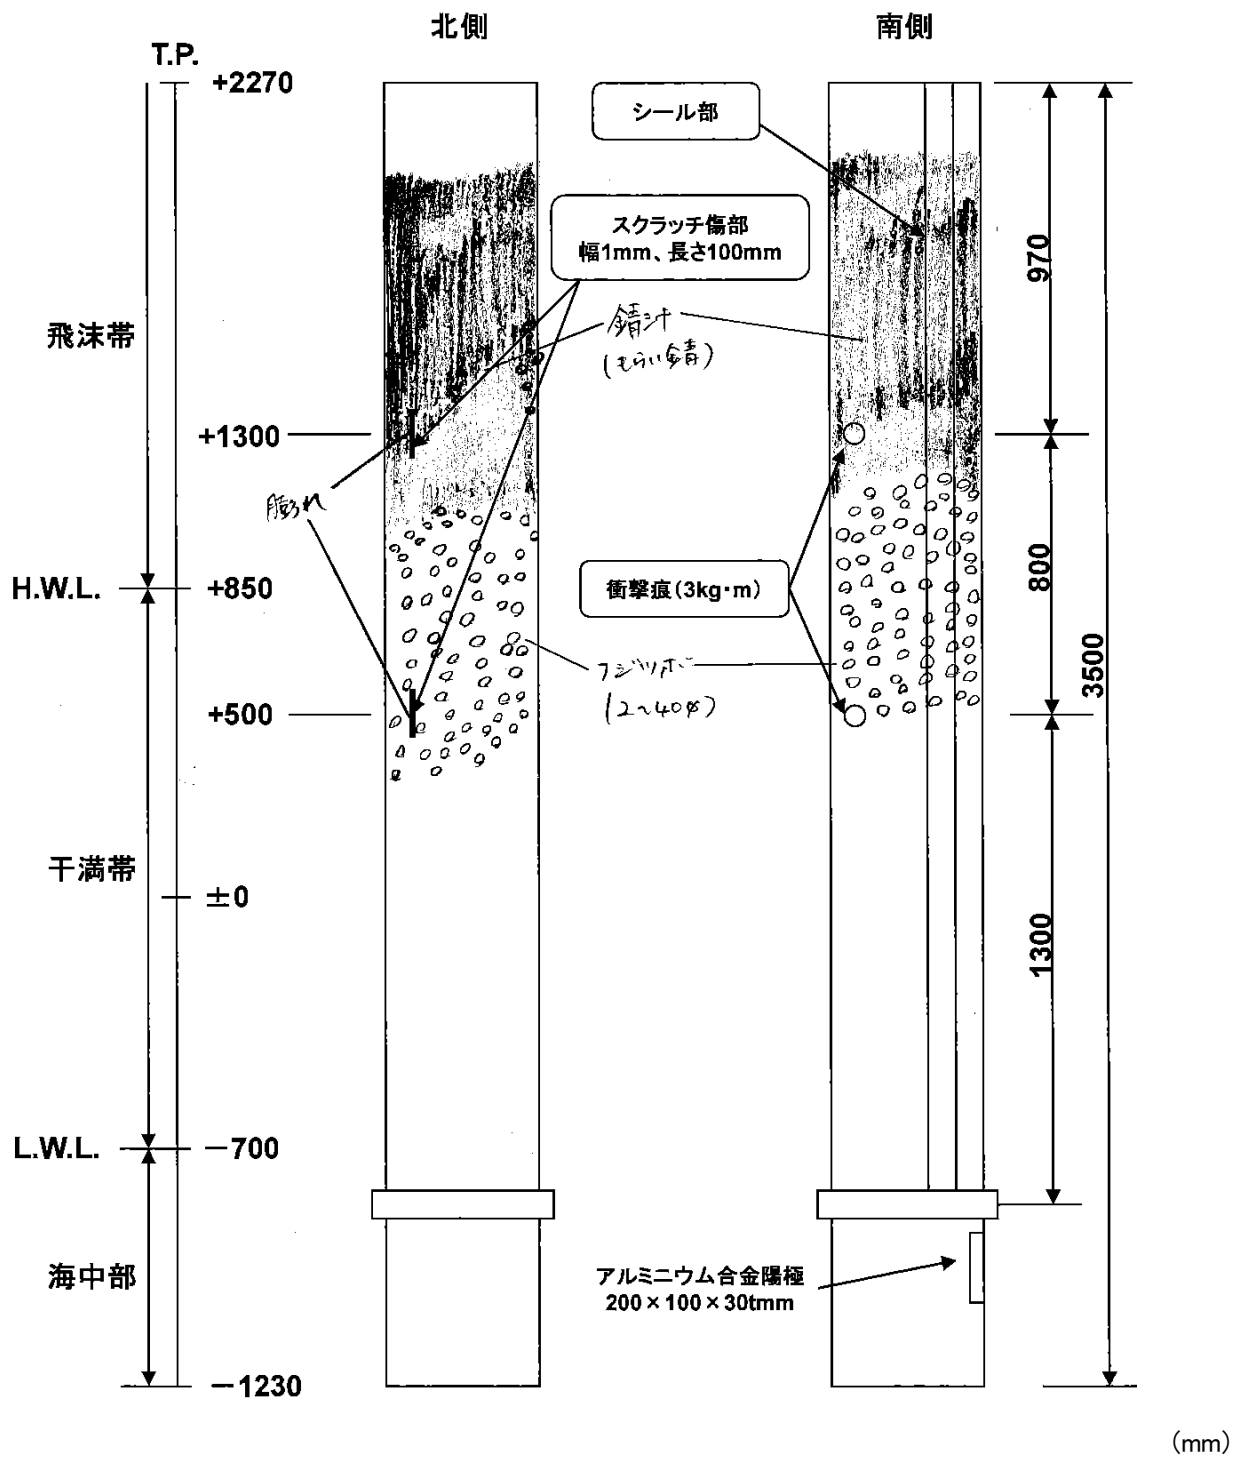 北側
南側
T.P.
+2270
シール部
スクラッチ傷部
幅1mm、長さ100mm
970
錆汁
(もらい錆)
飛沫帯
+1300
膨れ
800
H.W.L.
+850
衝撃痕(3kg・m)
3500
フジツボ
(2~40φ)
+500
干満帯
±0
1300
L.W.L.
-700
海中部
アルミニウム合金陽極
200×100×30tmm
-1230
(mm)